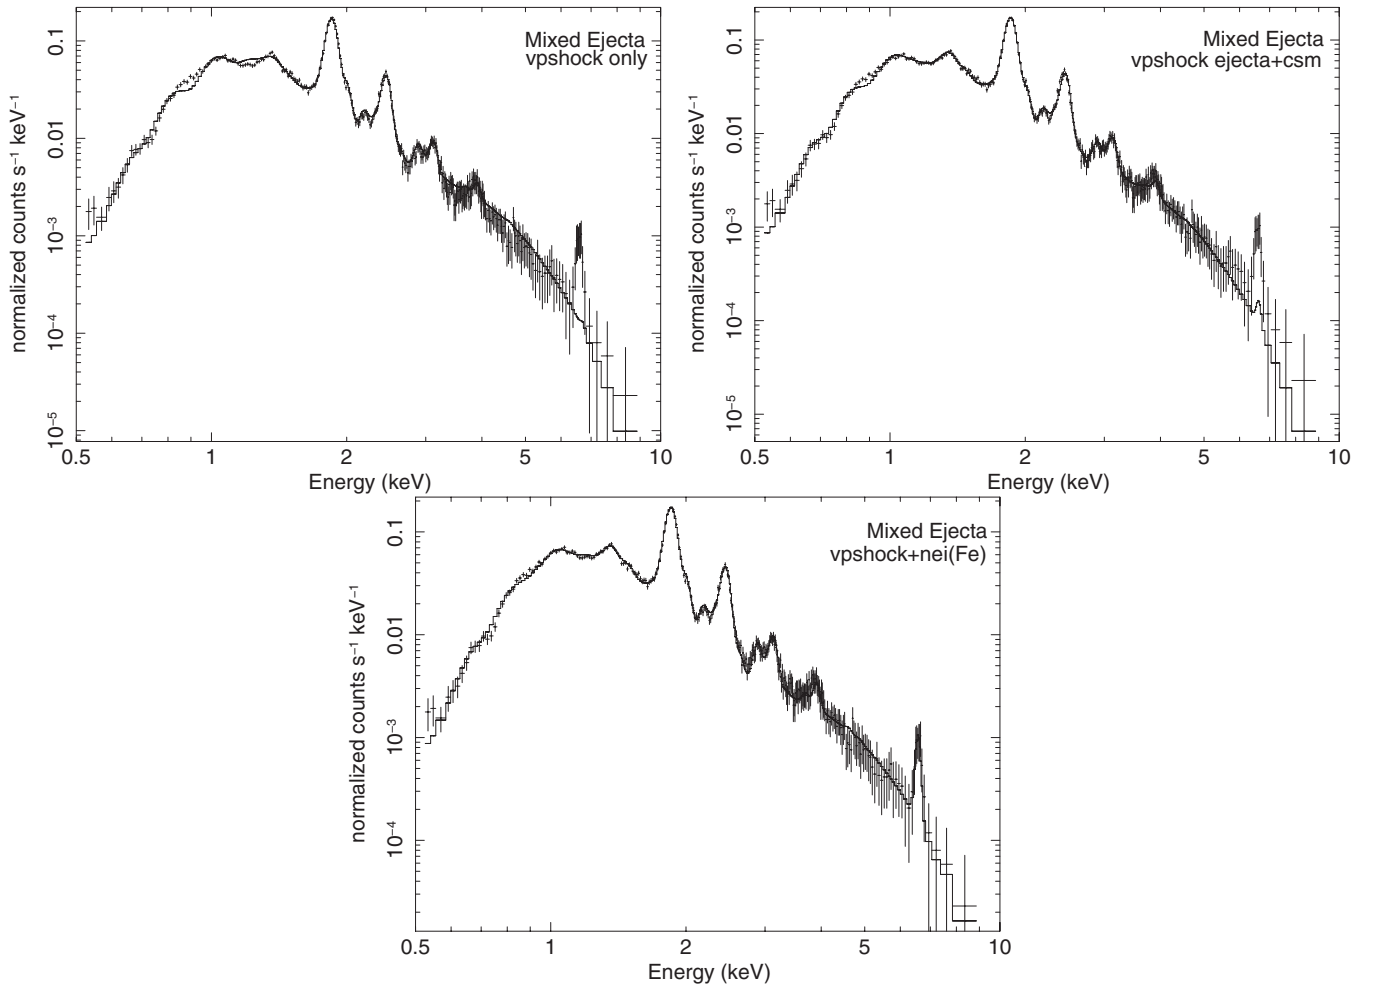 Mixed Ejecta
vpshock only
normalized counts s⁻¹ keV⁻¹
0.1
0.01
10⁻³
10⁻⁴
10⁻⁵
0.5 1 2 5 10
Energy (keV)
Mixed Ejecta
vpshock ejecta+csm
normalized counts s⁻¹ keV⁻¹
0.1
0.01
10⁻³
10⁻⁴
10⁻⁵
0.5 1 2 5 10
Energy (keV)
Mixed Ejecta
vpshock+nei(Fe)
normalized counts s⁻¹ keV⁻¹
0.1
0.01
10⁻³
10⁻⁴
0.5 1 2 5 10
Energy (keV)